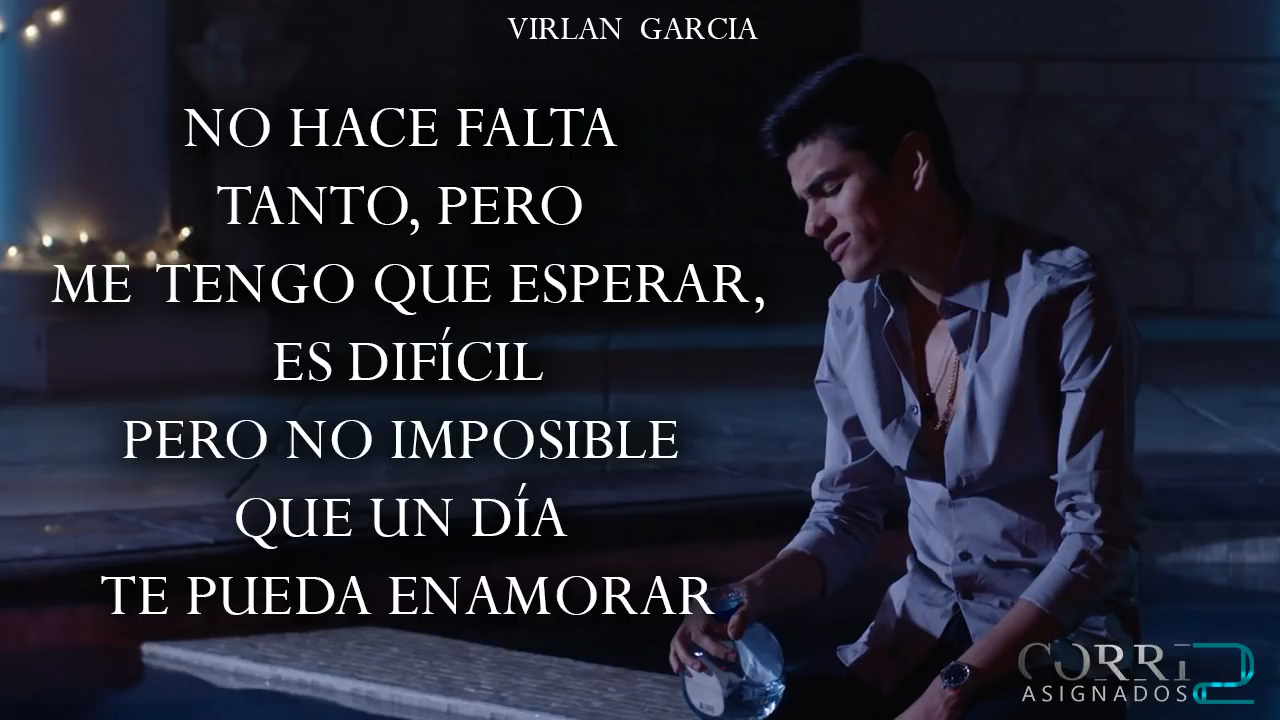 VIRLAN GARCIA
NO HACE FALTA
TANTO, PERO
ME TENGO QUE ESPERAR,
ES DIFÍCIL
PERO NO IMPOSIBLE
QUE UN DÍA
TE PUEDA ENAMORAR
CORRI2
ASIGNADOS